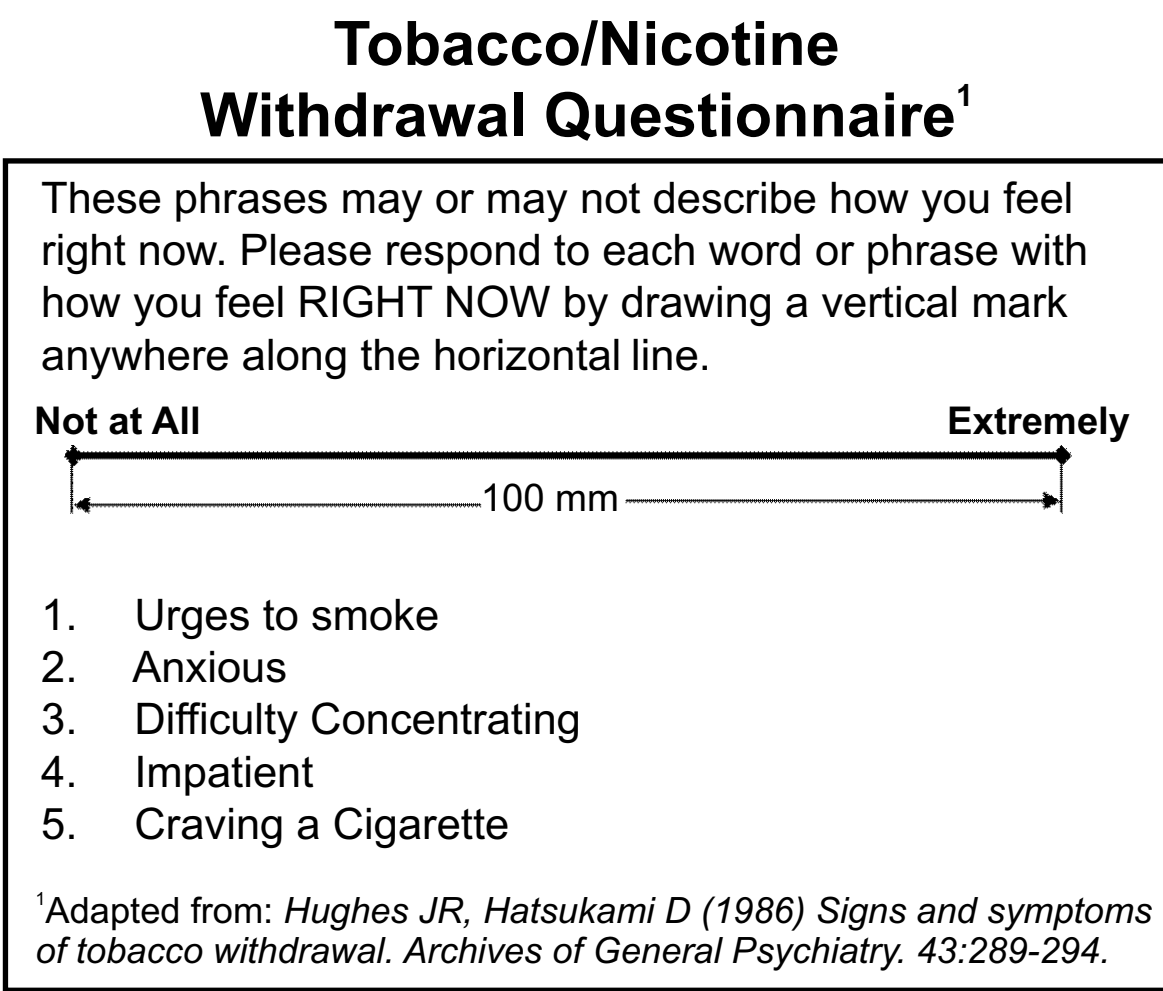 Tobacco/Nicotine
Withdrawal Questionnaire¹
These phrases may or may not describe how you feel
right now. Please respond to each word or phrase with
how you feel RIGHT NOW by drawing a vertical mark
anywhere along the horizontal line.
Not at All Extremely
100 mm
1. Urges to smoke
2. Anxious
3. Difficulty Concentrating
4. Impatient
5. Craving a Cigarette
¹Adapted from: Hughes JR, Hatsukami D (1986) Signs and symptoms
of tobacco withdrawal. Archives of General Psychiatry. 43:289-294.